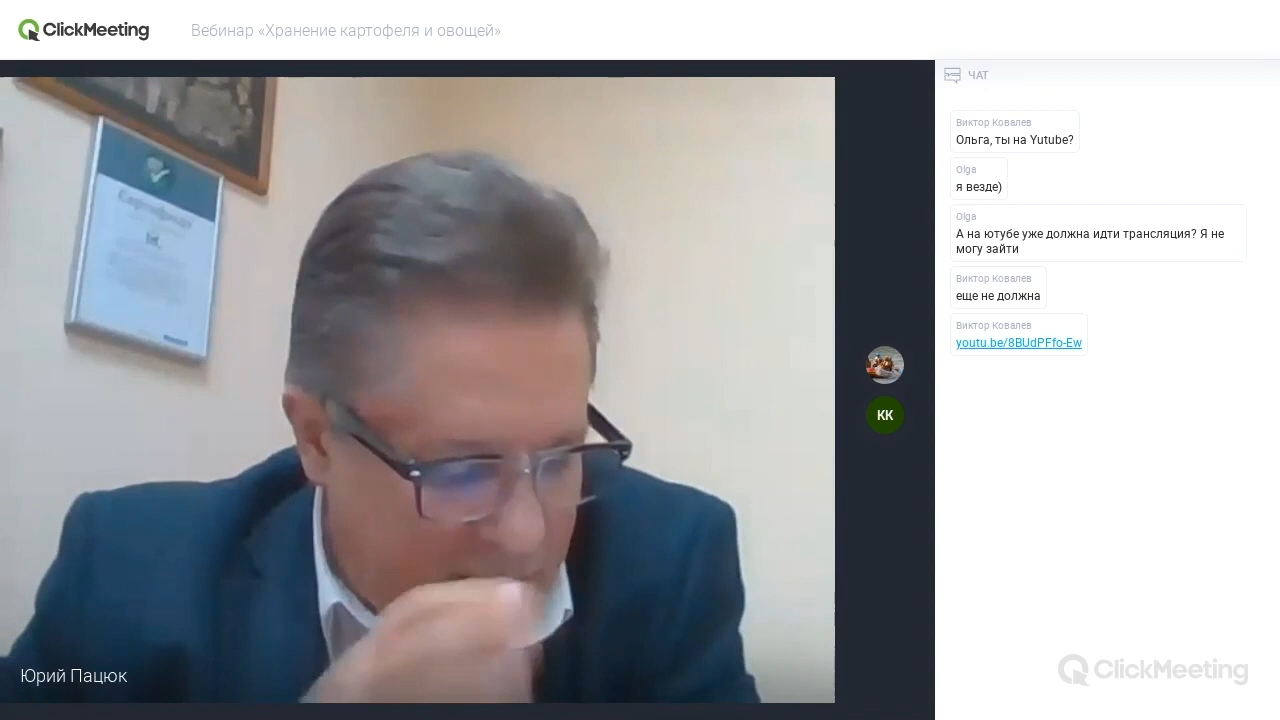 ClickMeeting
Вебинар «Хранение картофеля и овощей»
Сертификат
Юрий Пацюк
КК
ЧАТ
Виктор Ковалев
Ольга, ты на Yutube?
Olga
я везде)
Olga
А на ютубе уже должна идти трансляция? Я не
могу зайти
Виктор Ковалев
еще не должна
Виктор Ковалев
youtu.be/8BUdPFfo-Ew
ClickMeeting